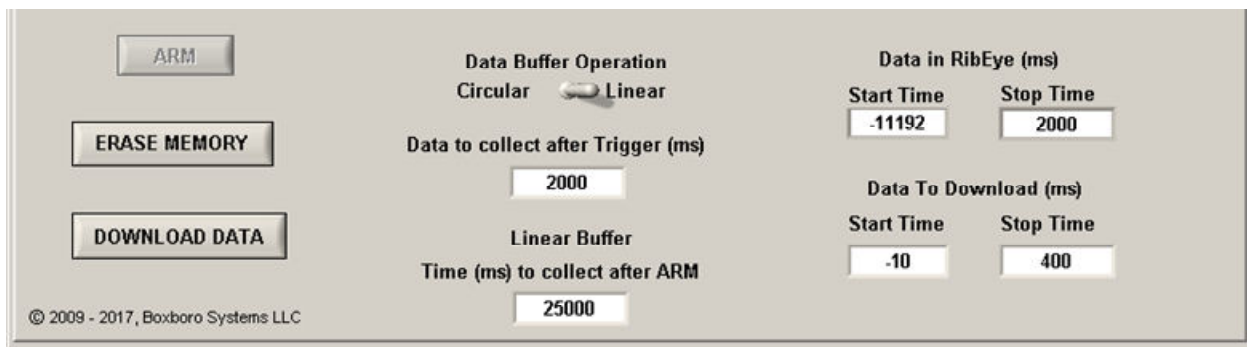 ARM
ERASE MEMORY
DOWNLOAD DATA
© 2009 - 2017, Boxboro Systems LLC
Data Buffer Operation
Circular Linear
Data to collect after Trigger (ms)
2000
Linear Buffer
Time (ms) to collect after ARM
25000
Data in RibEye (ms)
Start Time Stop Time
-11192 2000
Data To Download (ms)
Start Time Stop Time
-10 400